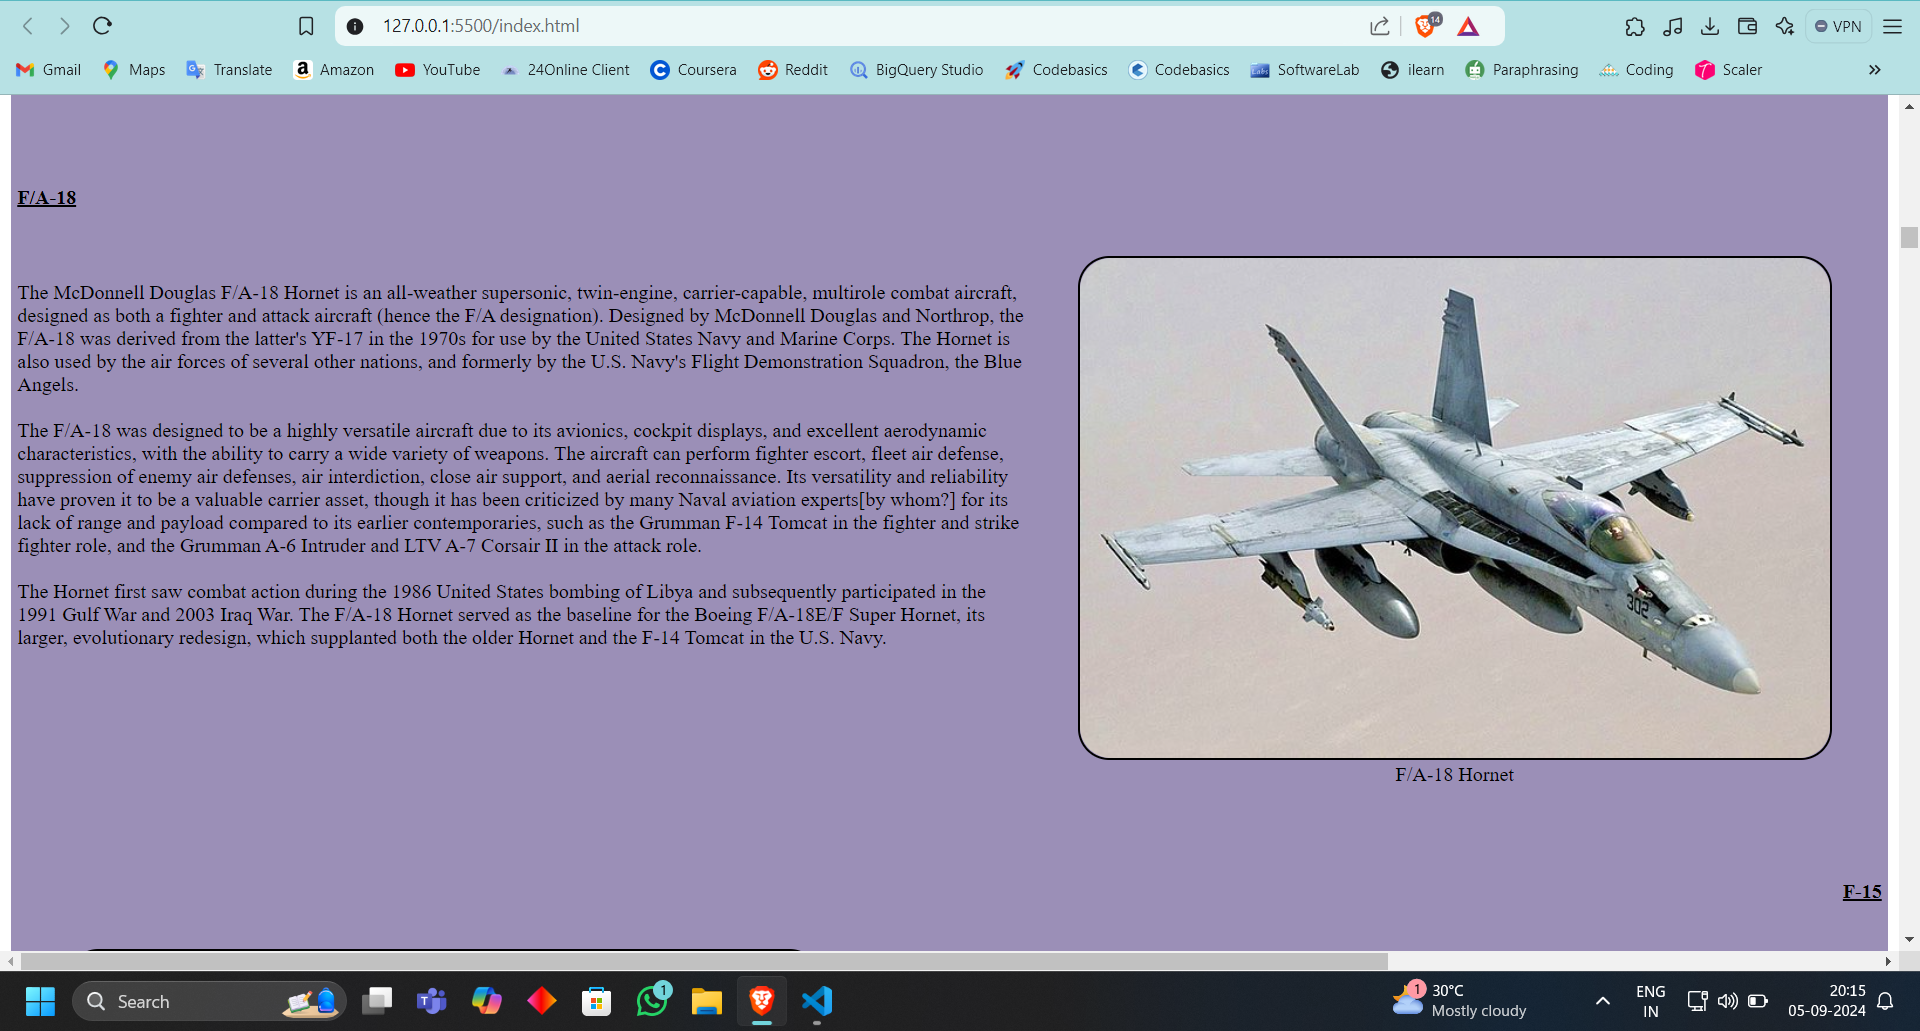 127.0.0.1:5500/index.html
14
VPN
Gmail
Maps
Translate
Amazon
YouTube
24Online Client
Coursera
Reddit
BigQuery Studio
Codebasics
Codebasics
SoftwareLab
ilearn
Paraphrasing
Coding
Scaler
F/A-18
The McDonnell Douglas F/A-18 Hornet is an all-weather supersonic, twin-engine, carrier-capable, multirole combat aircraft,
designed as both a fighter and attack aircraft (hence the F/A designation). Designed by McDonnell Douglas and Northrop, the
F/A-18 was derived from the latter's YF-17 in the 1970s for use by the United States Navy and Marine Corps. The Hornet is
also used by the air forces of several other nations, and formerly by the U.S. Navy's Flight Demonstration Squadron, the Blue
Angels.
The F/A-18 was designed to be a highly versatile aircraft due to its avionics, cockpit displays, and excellent aerodynamic
characteristics, with the ability to carry a wide variety of weapons. The aircraft can perform fighter escort, fleet air defense,
suppression of enemy air defenses, air interdiction, close air support, and aerial reconnaissance. Its versatility and reliability
have proven it to be a valuable carrier asset, though it has been criticized by many Naval aviation experts[by whom?] for its
lack of range and payload compared to its earlier contemporaries, such as the Grumman F-14 Tomcat in the fighter and strike
fighter role, and the Grumman A-6 Intruder and LTV A-7 Corsair II in the attack role.
The Hornet first saw combat action during the 1986 United States bombing of Libya and subsequently participated in the
1991 Gulf War and 2003 Iraq War. The F/A-18 Hornet served as the baseline for the Boeing F/A-18E/F Super Hornet, its
larger, evolutionary redesign, which supplanted both the older Hornet and the F-14 Tomcat in the U.S. Navy.
302
F/A-18 Hornet
F-15
Search
1
1
30°C
Mostly cloudy
ENG
IN
20:15
05-09-2024